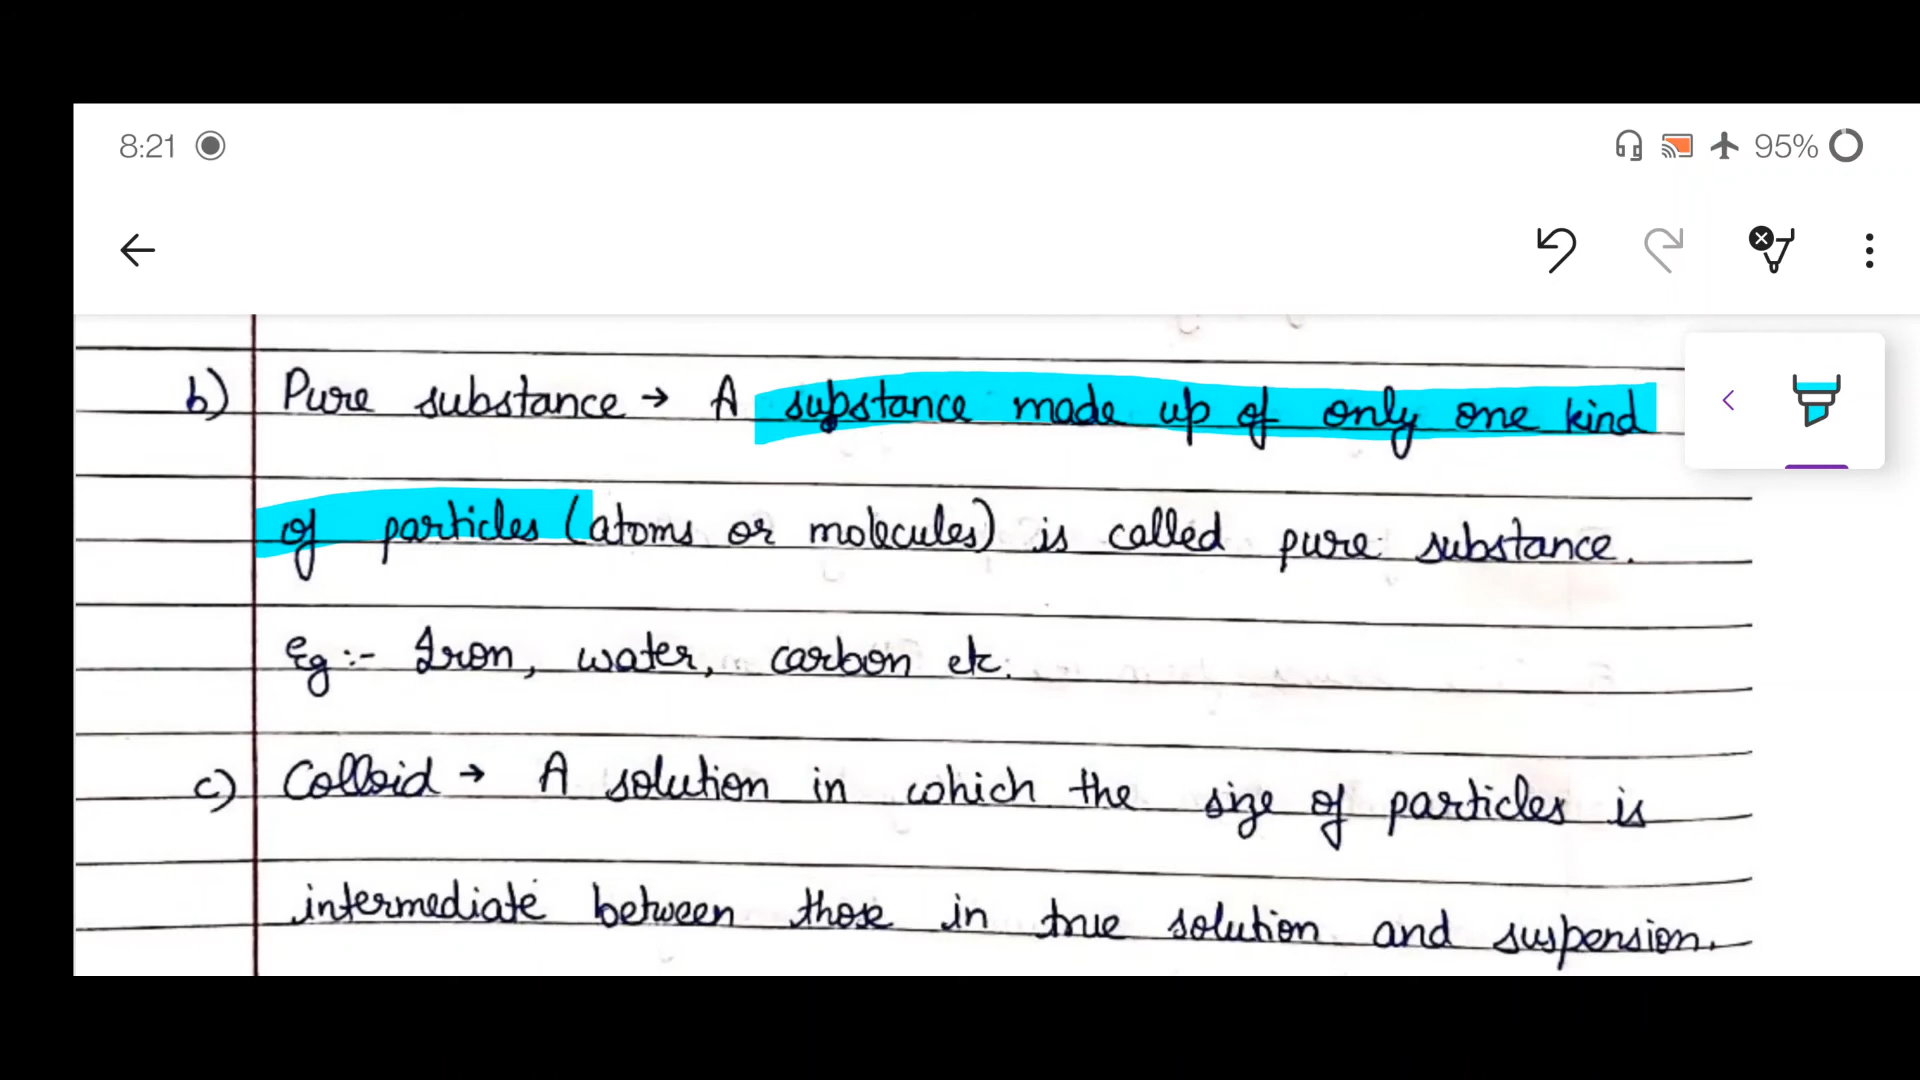 8:21
95%
b) Pure substance → A substance made up of only one kind
of particles (atoms or molecules) is called pure substance.
Eg :- Iron, water, carbon etc.
c) Colloid → A solution in which the size of particles is
intermediate between those in true solution and suspension.